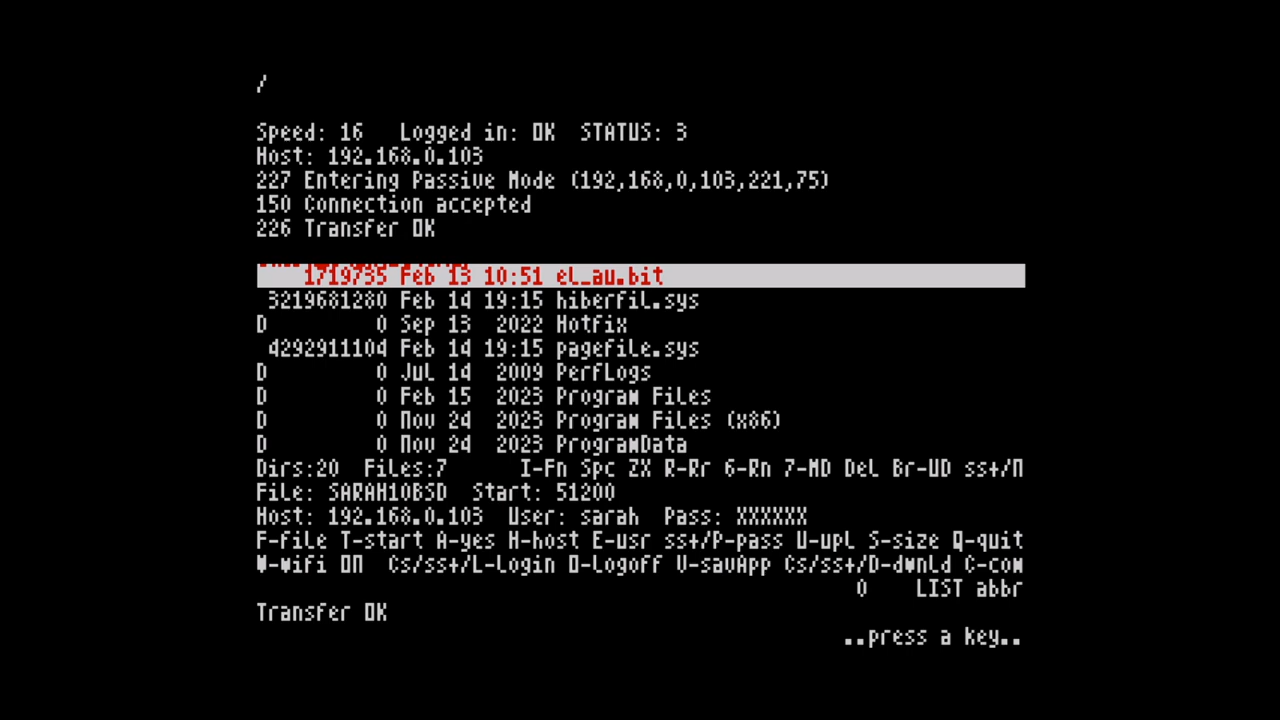 /
Speed: 16 Logged in: OK STATUS: 3
Host: 192.168.0.103
227 Entering Passive Mode (192,168,0,103,221,75)
150 Connection accepted
226 Transfer OK
1719735 Feb 13 10:51 el_au.bit
3219681280 Feb 14 19:15 hiberfil.sys
D 0 Sep 13 2022 Hotfix
4292911104 Feb 14 19:15 pagefile.sys
D 0 Jul 14 2009 PerfLogs
D 0 Feb 15 2023 Program Files
D 0 Nov 24 2023 Program Files (x86)
D 0 Nov 24 2023 ProgramData
Dirs:20 Files:7 I-Fn Spc ZX R-Rr 6-Rn 7-MD Del Br-UD ss+/N
File: SARAH10BSD Start: 51200
Host: 192.168.0.103 User: sarah Pass: XXXXXX
F-file T-start A-yes H-host E-usr ss+/P-pass U-upl S-size Q-quit
W-wifi ON Cs/ss+/L-Login O-Logoff V-savApp Cs/ss+/D-dwnld C-com
0 LIST abbr
Transfer OK
..press a key..